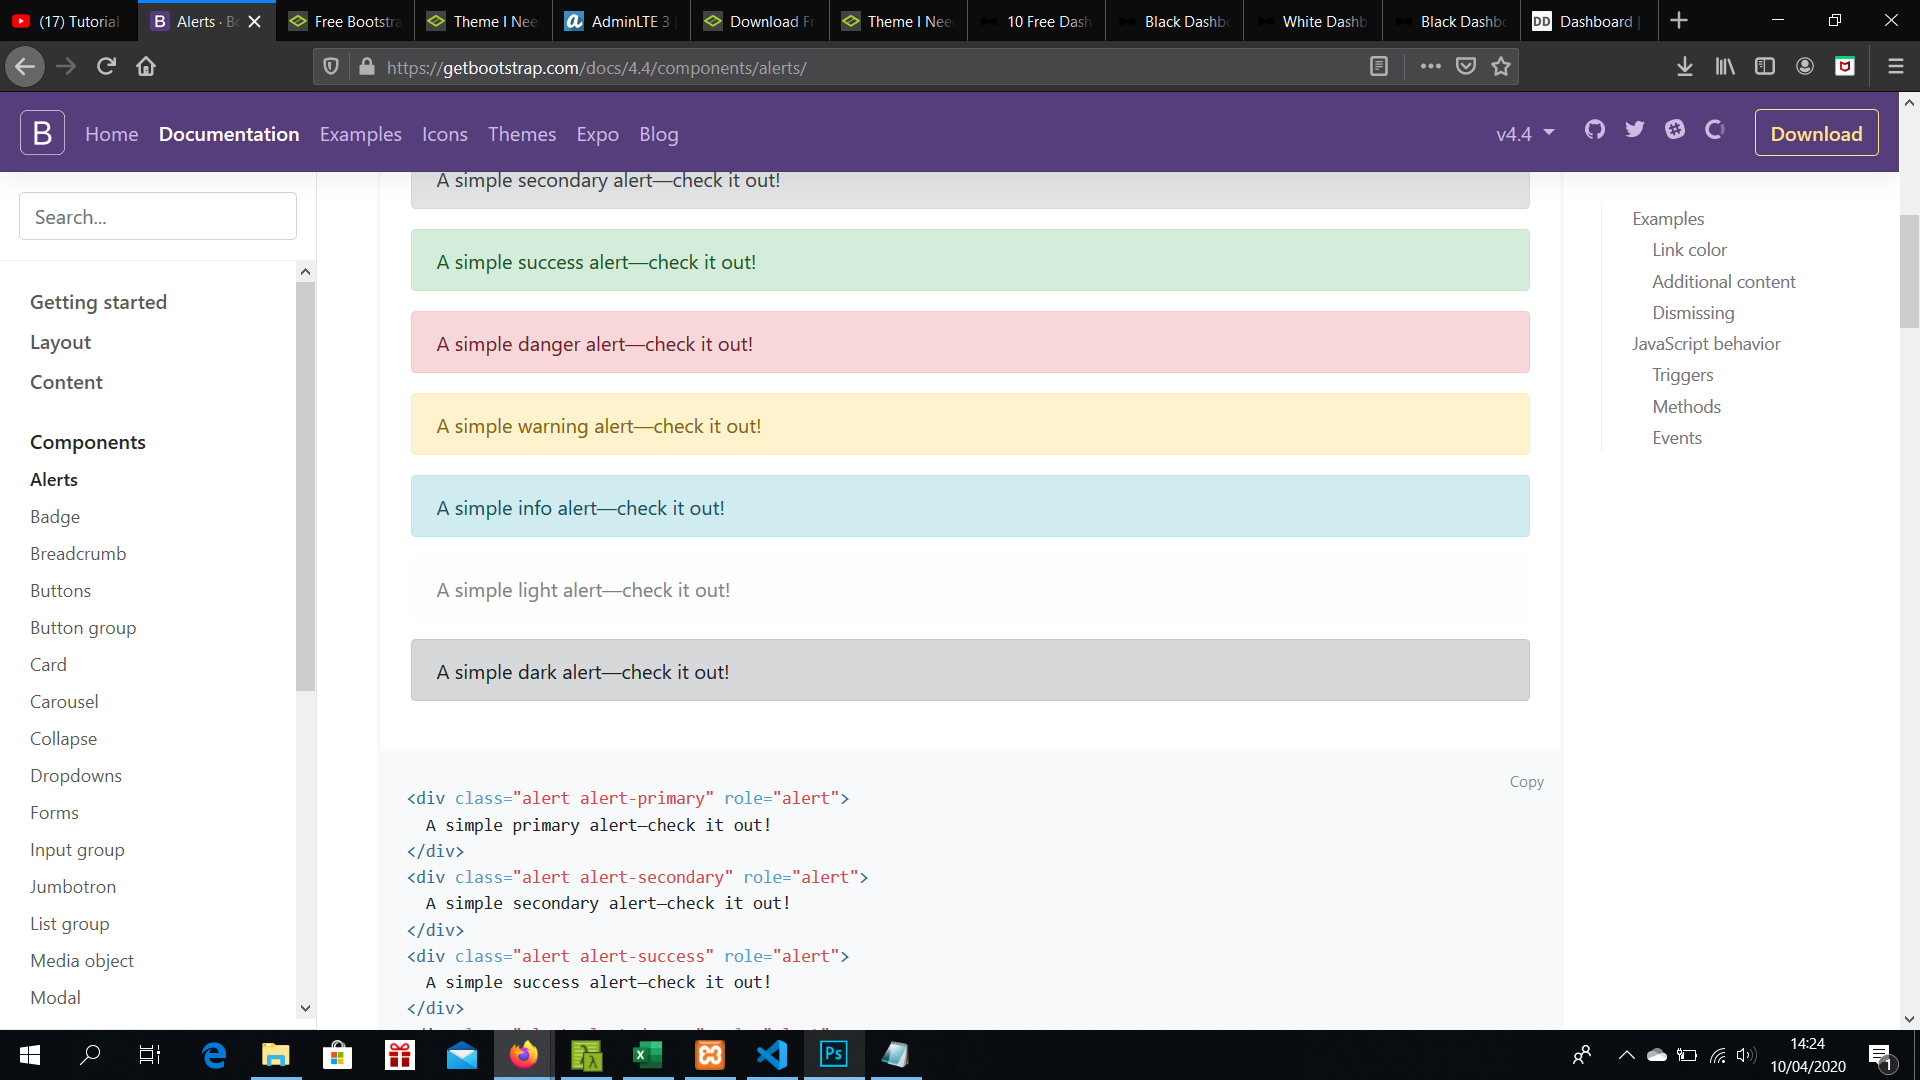 (17) Tutorial
Alerts · Bo
Free Bootstra
Theme I Nee
AdminLTE 3 |
Download Fr
Theme I Nee
10 Free Dash
Black Dashbo
White Dashb
Black Dashbo
DD Dashboard |
https://getbootstrap.com/docs/4.4/components/alerts/
B Home Documentation Examples Icons Themes Expo Blog v4.4 Download
Search...
Getting started
Layout
Content
Components
Alerts
Badge
Breadcrumb
Buttons
Button group
Card
Carousel
Collapse
Dropdowns
Forms
Input group
Jumbotron
List group
Media object
Modal
A simple secondary alert—check it out!
A simple success alert—check it out!
A simple danger alert—check it out!
A simple warning alert—check it out!
A simple info alert—check it out!
A simple light alert—check it out!
A simple dark alert—check it out!
Copy
<div class="alert alert-primary" role="alert">
A simple primary alert—check it out!
</div>
<div class="alert alert-secondary" role="alert">
A simple secondary alert—check it out!
</div>
<div class="alert alert-success" role="alert">
A simple success alert—check it out!
</div>
Examples
Link color
Additional content
Dismissing
JavaScript behavior
Triggers
Methods
Events
Ps
14:24
10/04/2020
1